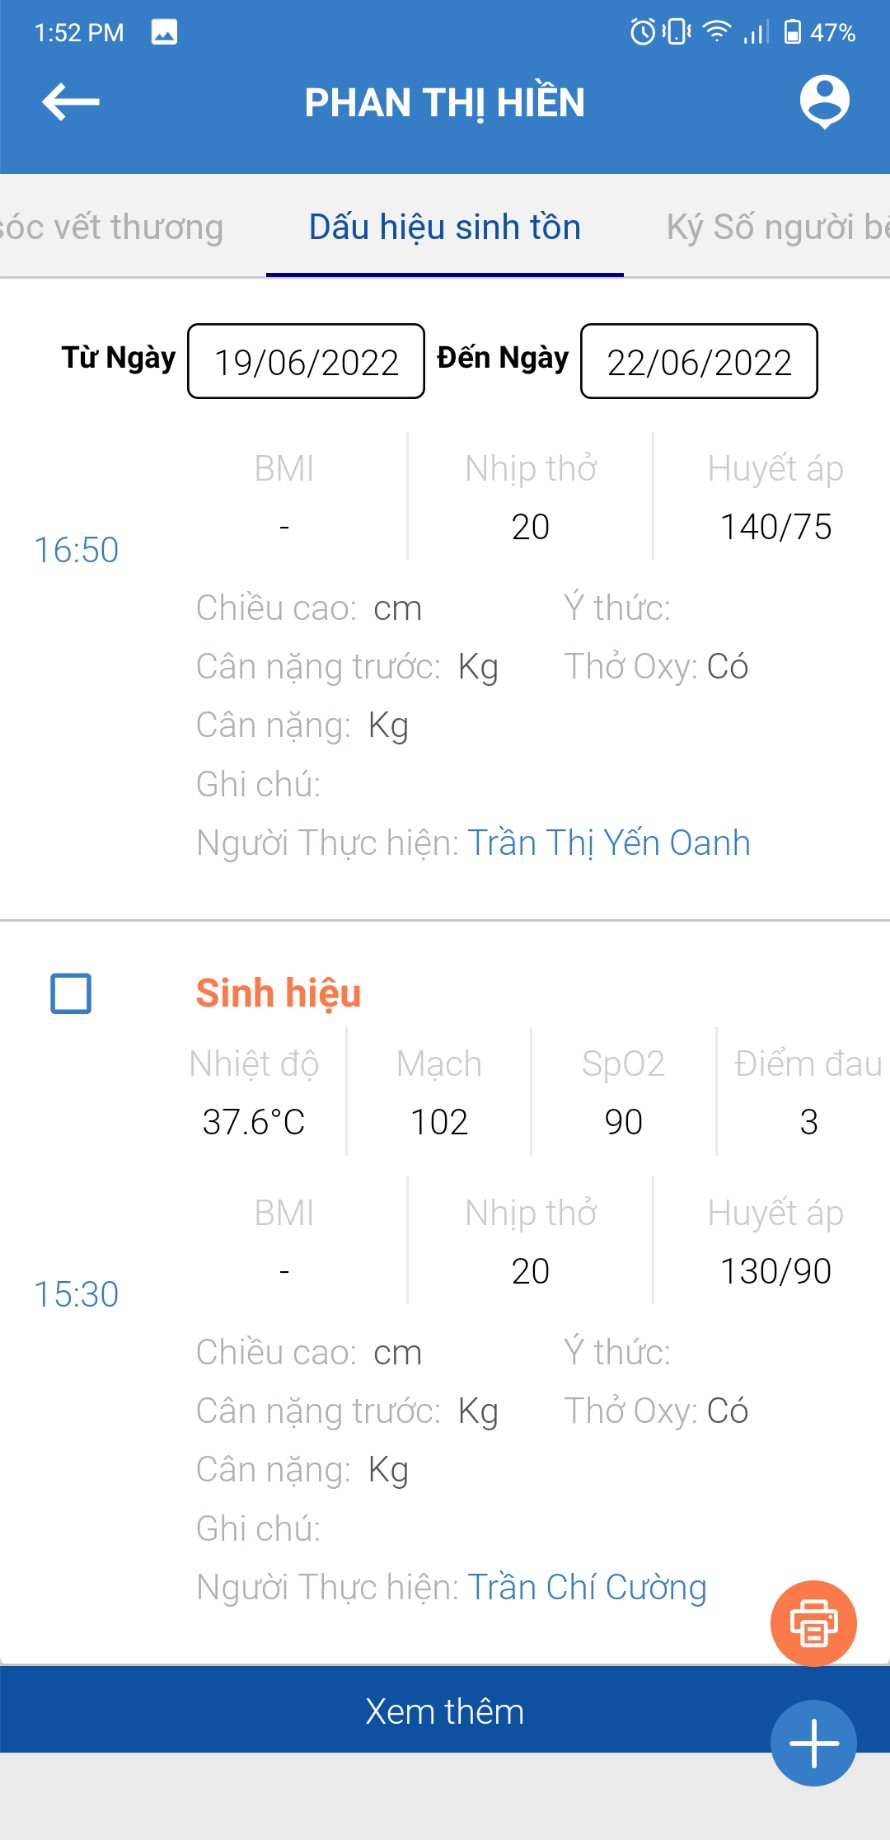 1:52 PM 47%
PHAN THỊ HIỀN
sóc vết thương Dấu hiệu sinh tồn Ký Số người bệ
Từ Ngày 19/06/2022 Đến Ngày 22/06/2022
BMI Nhịp thở Huyết áp
- 20 140/75
16:50
Chiều cao: cm Ý thức:
Cân nặng trước: Kg Thở Oxy: Có
Cân nặng: Kg
Ghi chú:
Người Thực hiện: Trần Thị Yến Oanh
Sinh hiệu
Nhiệt độ Mạch SpO2 Điểm đau
37.6°C 102 90 3
BMI Nhịp thở Huyết áp
- 20 130/90
15:30
Chiều cao: cm Ý thức:
Cân nặng trước: Kg Thở Oxy: Có
Cân nặng: Kg
Ghi chú:
Người Thực hiện: Trần Chí Cường
Xem thêm